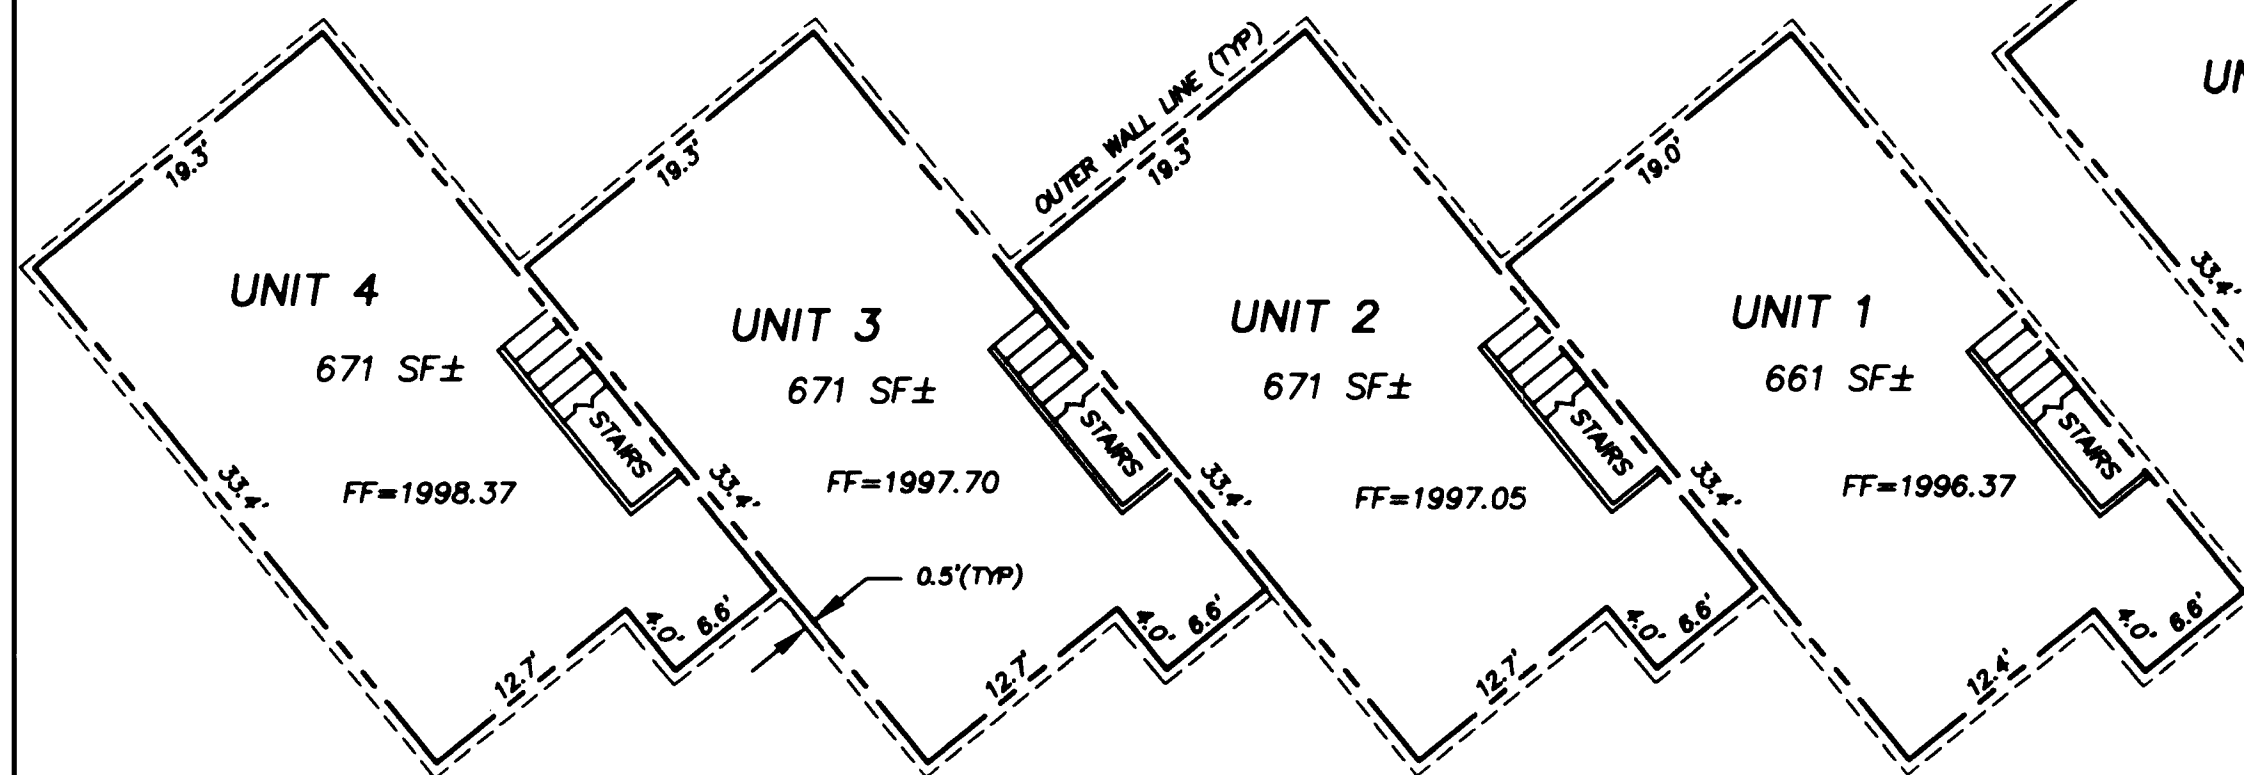 OUTER WALL LINE (TYP)
19.3'
19.3'
19.3'
19.0'
UN
UNIT 4
671 SF±
FF=1998.37
STAIRS
33.4'
UNIT 3
671 SF±
FF=1997.70
STAIRS
33.4'
UNIT 2
671 SF±
FF=1997.05
STAIRS
33.4'
UNIT 1
661 SF±
FF=1996.37
STAIRS
33.4'
33.4'
0.5'(TYP)
12.7'
4.0'
6.6'
12.7'
4.0'
6.6'
12.7'
4.0'
6.6'
12.4'
4.0'
6.6'